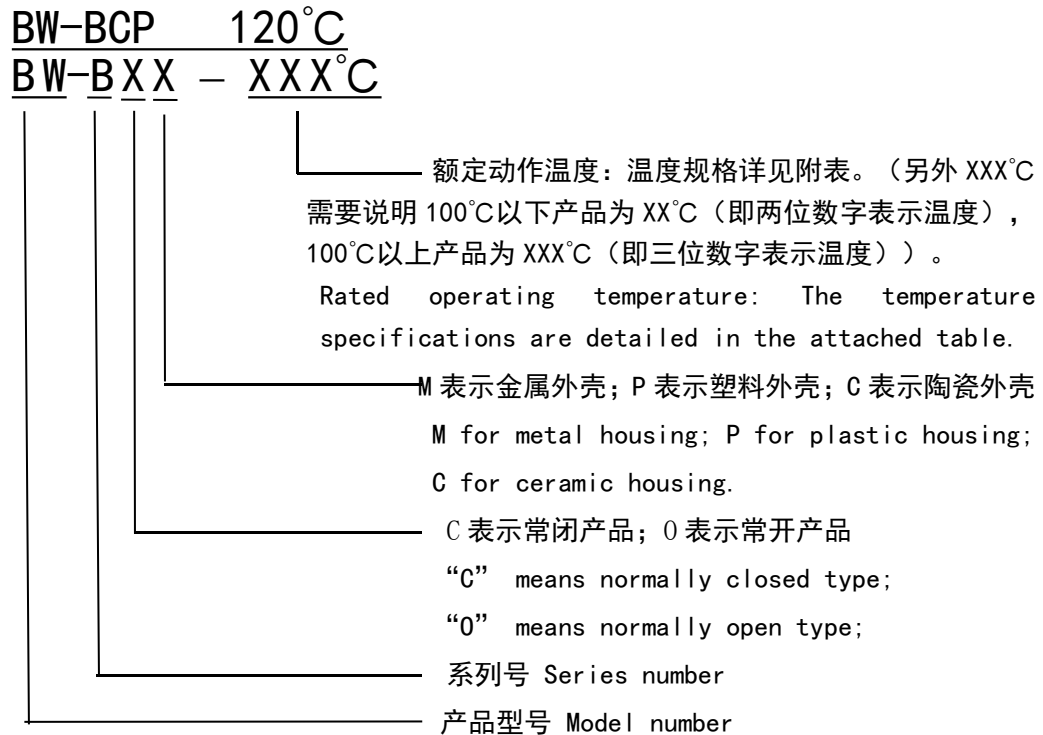 BW-BCP 120℃
BW-BXX – XXX℃
额定动作温度：温度规格详见附表。（另外 XXX℃
需要说明 100℃以下产品为 XX℃（即两位数字表示温度），
100℃以上产品为 XXX℃（即三位数字表示温度））。
Rated operating temperature: The temperature
specifications are detailed in the attached table.
M 表示金属外壳；P 表示塑料外壳；C 表示陶瓷外壳
M for metal housing; P for plastic housing;
C for ceramic housing.
C 表示常闭产品；O 表示常开产品
“C” means normally closed type;
“O” means normally open type;
系列号 Series number
产品型号 Model number